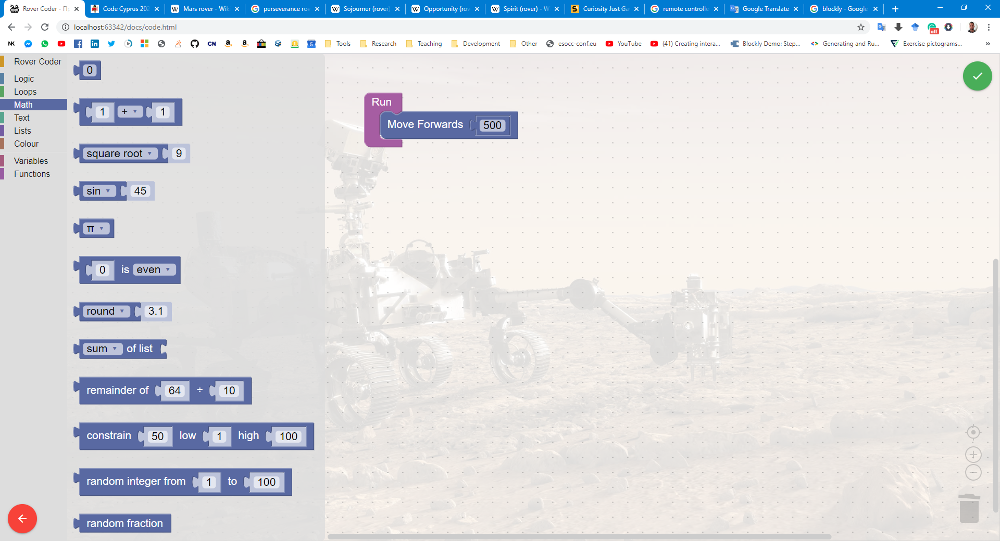 Rover Coder - Пр
Code Cyprus 202
Mars rover - Wiki
perseverance rov
Sojourner (rover)
Opportunity (rov
Spirit (rover) - W
Curiosity Just Ga
remote controlle
Google Translate
blockly - Google
localhost:63342/docs/code.html
off
NK
CN
5
Tools
Research
Teaching
Development
Other
esocc-conf.eu
YouTube
(41) Creating intera...
Blockly Demo: Step...
Generating and Ru...
Exercise pictograms...
»
Rover Coder
Logic
Loops
Math
Text
Lists
Colour
Variables
Functions
0
1 + 1
square root 9
sin 45
π
0 is even
round 3.1
sum of list
remainder of 64 ÷ 10
constrain 50 low 1 high 100
random integer from 1 to 100
random fraction
Run
Move Forwards 500